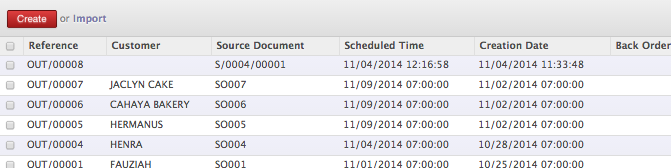 Create or Import
Reference Customer Source Document Scheduled Time Creation Date Back Order
OUT/00008 S/0004/00001 11/04/2014 12:16:58 11/04/2014 11:33:48
OUT/00007 JACLYN CAKE SO007 11/09/2014 07:00:00 11/02/2014 07:00:00
OUT/00006 CAHAYA BAKERY SO006 11/09/2014 07:00:00 11/02/2014 07:00:00
OUT/00005 HERMANUS SO005 11/09/2014 07:00:00 11/02/2014 07:00:00
OUT/00004 HENRA SO004 11/04/2014 07:00:00 10/28/2014 07:00:00
OUT/00001 FAUZIAH SO001 11/01/2014 07:00:00 10/25/2014 07:00:00